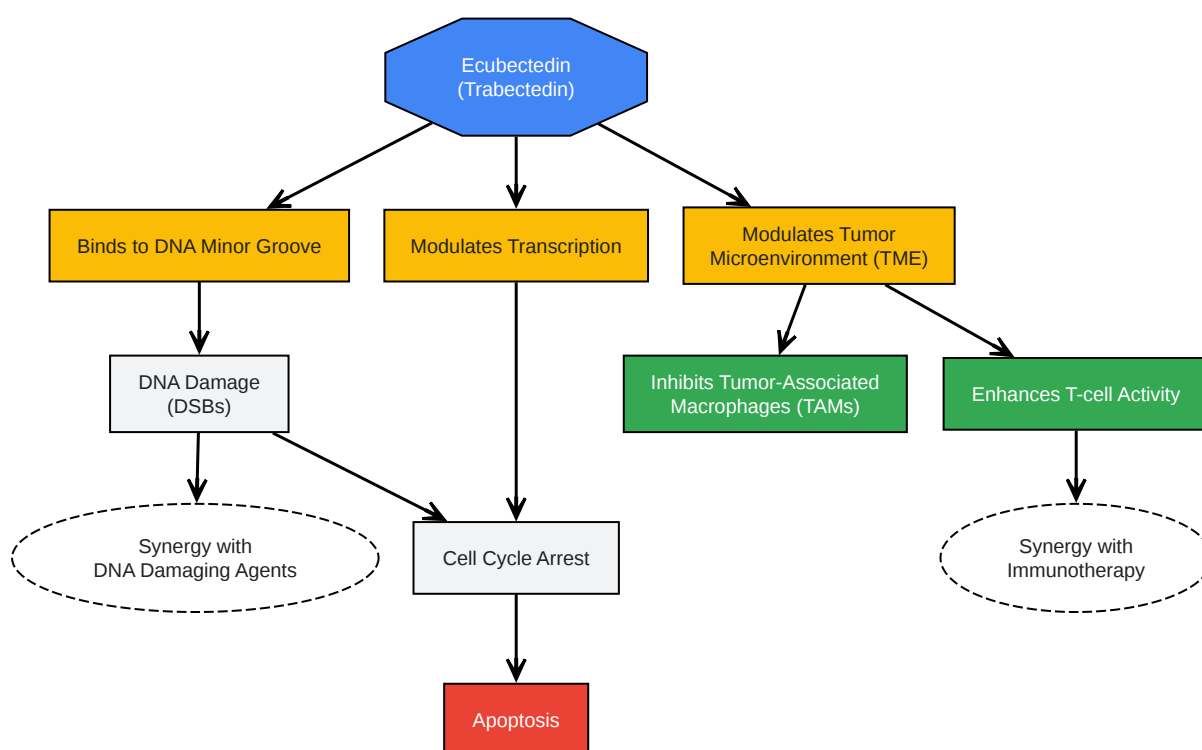 Ecubectedin
(Trabectedin)
Binds to DNA Minor Groove
Modulates Transcription
Modulates Tumor
Microenvironment (TME)
DNA Damage
(DSBs)
Inhibits Tumor-Associated
Macrophages (TAMs)
Enhances T-cell Activity
Synergy with
DNA Damaging Agents
Cell Cycle Arrest
Synergy with
Immunotherapy
Apoptosis